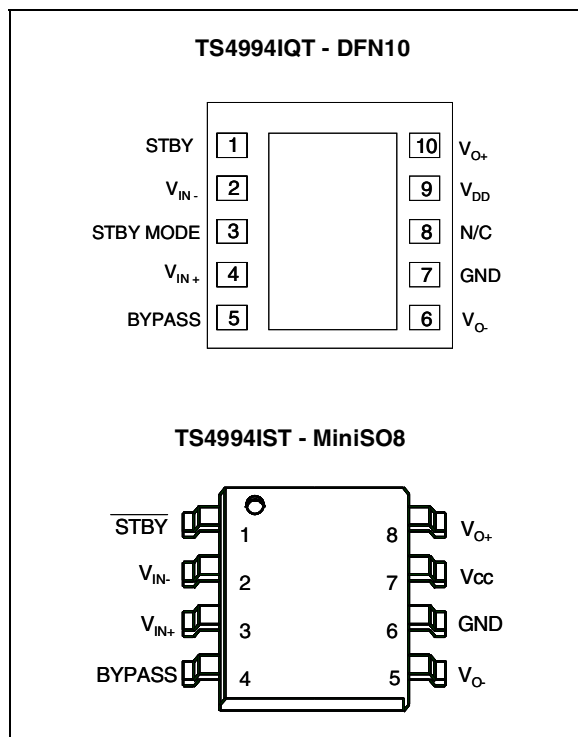 TS4994IQT - DFN10
STBY 1 10 VO+
VIN - 2 9 VDD
STBY MODE 3 8 N/C
VIN + 4 7 GND
BYPASS 5 6 VO-
TS4994IST - MiniSO8
STBY 1 8 VO+
VIN- 2 7 Vcc
VIN+ 3 6 GND
BYPASS 4 5 VO-